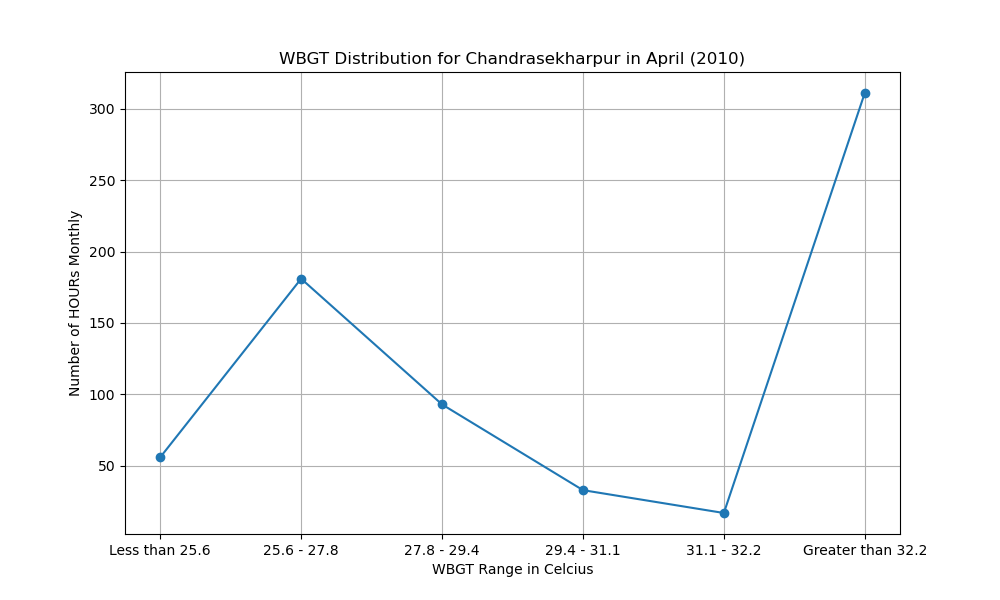 WBGT Distribution for Chandrasekharpur in April (2010)
Number of HOURs Monthly
300
250
200
150
100
50
Less than 25.6
25.6 - 27.8
27.8 - 29.4
29.4 - 31.1
31.1 - 32.2
Greater than 32.2
WBGT Range in Celcius